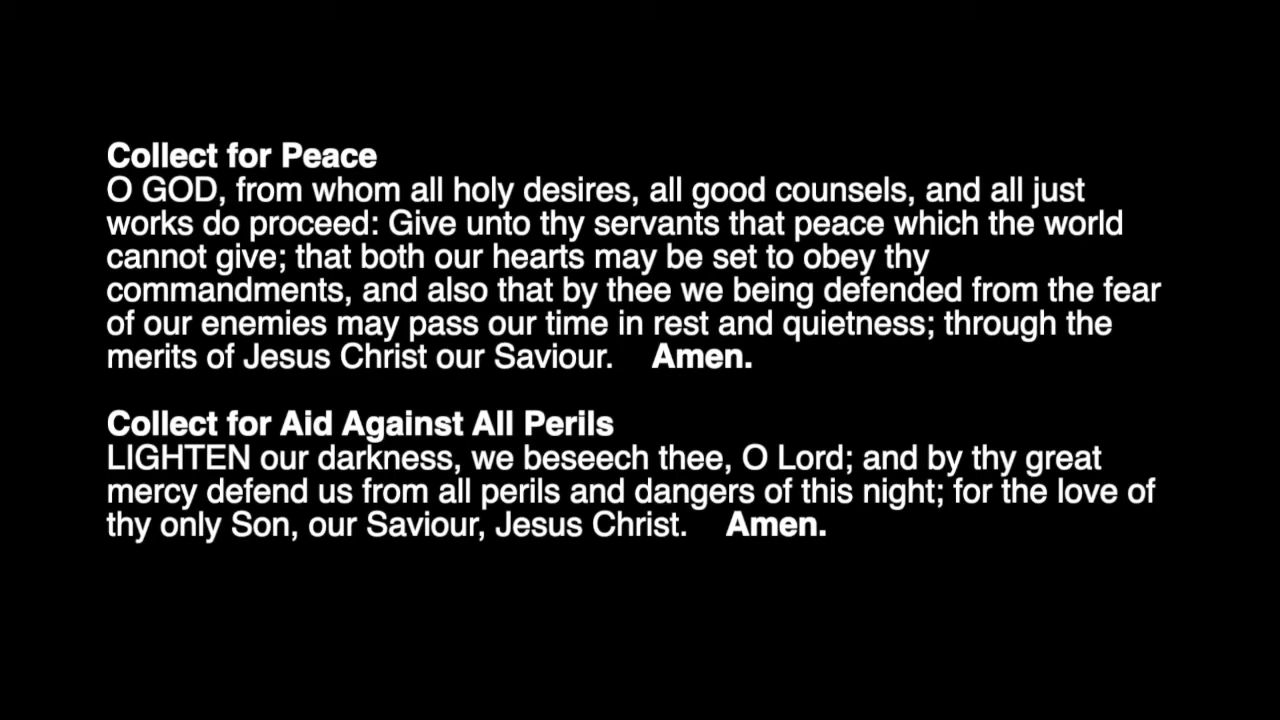 Collect for Peace
O GOD, from whom all holy desires, all good counsels, and all just
works do proceed: Give unto thy servants that peace which the world
cannot give; that both our hearts may be set to obey thy
commandments, and also that by thee we being defended from the fear
of our enemies may pass our time in rest and quietness; through the
merits of Jesus Christ our Saviour. Amen.
Collect for Aid Against All Perils
LIGHTEN our darkness, we beseech thee, O Lord; and by thy great
mercy defend us from all perils and dangers of this night; for the love of
thy only Son, our Saviour, Jesus Christ. Amen.